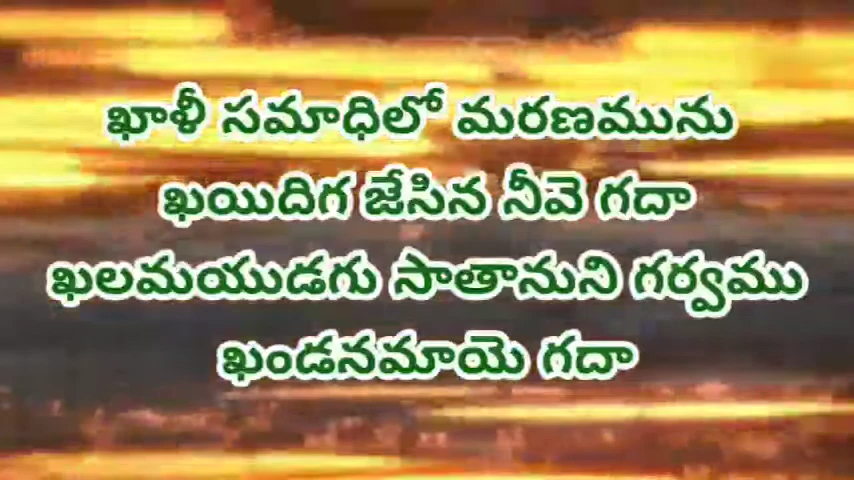 ఖాళీ సమాధిలో మరణమును
ఖయిదిగ జేసిన నీవె గదా
ఖలమయుడగు సాతానుని గర్వము
ఖండనమాయె గదా